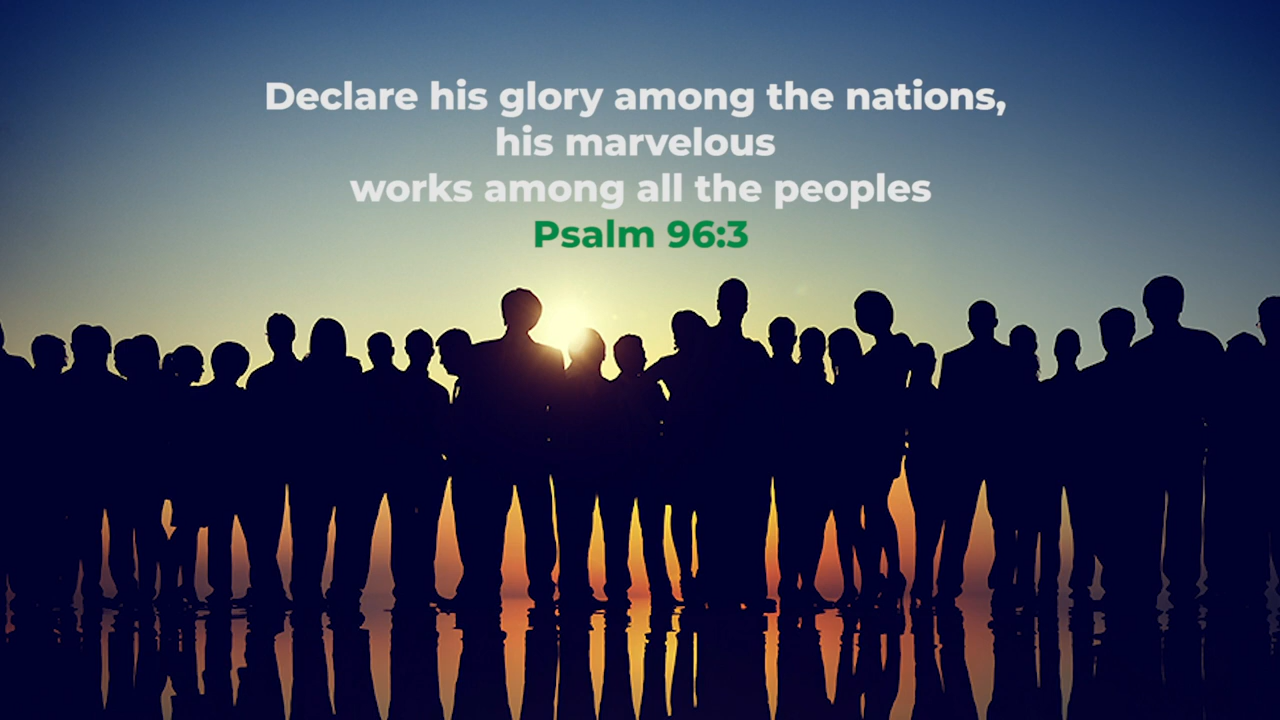 Declare his glory among the nations,
his marvelous
works among all the peoples
Psalm 96:3